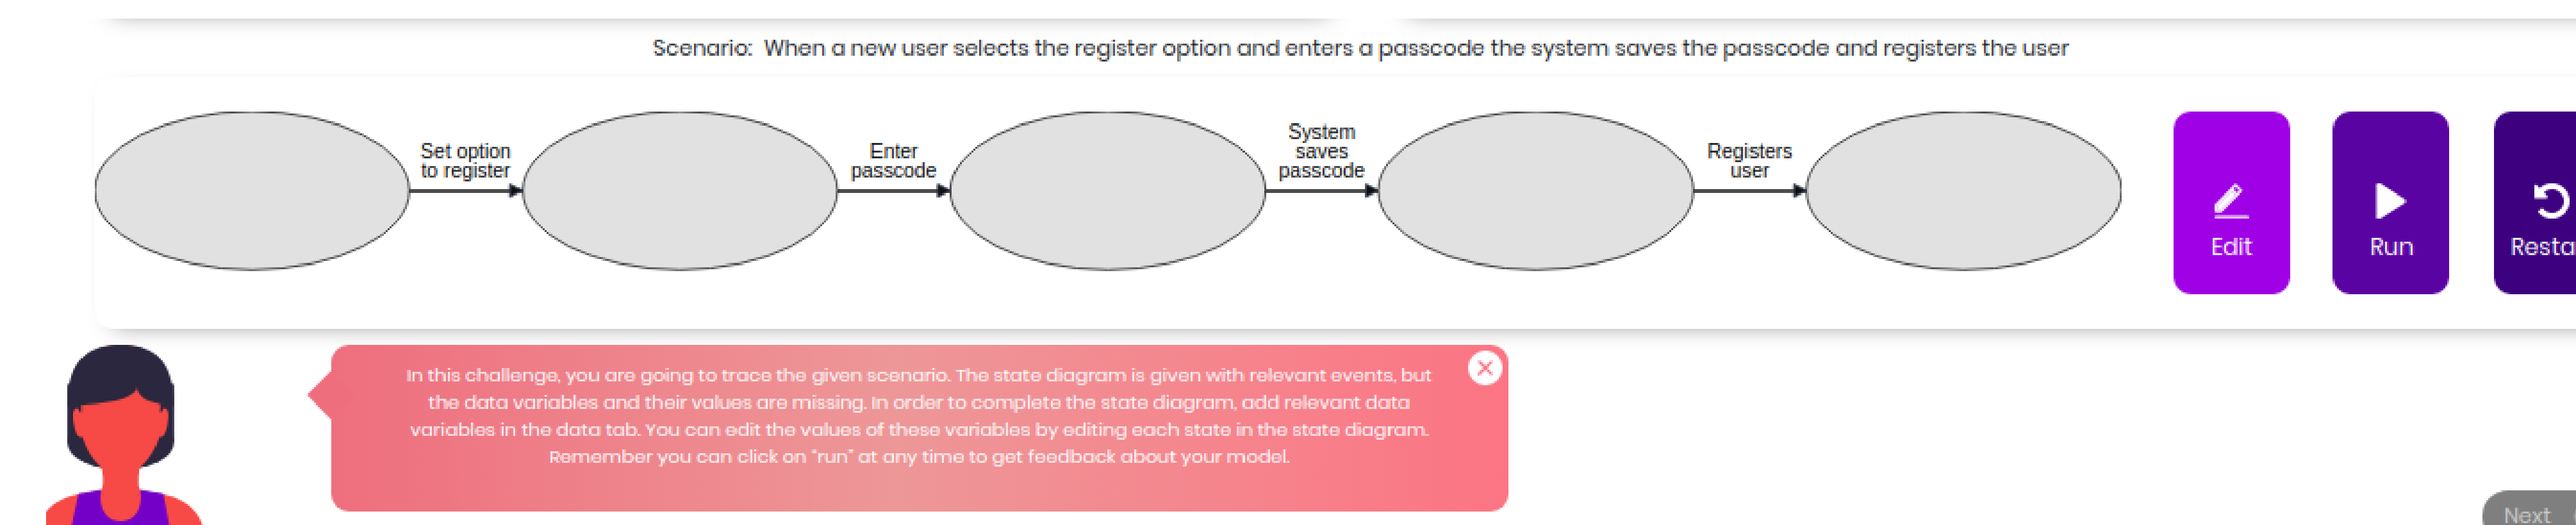 Scenario: When a new user selects the register option and enters a passcode the system saves the passcode and registers the user
Set option
to register
Enter
passcode
System
saves
passcode
Registers
user
Edit
Run
Resta
In this challenge, you are going to trace the given scenario. The state diagram is given with relevant events, but
the data variables and their values are missing. In order to complete the state diagram, add relevant data
variables in the data tab. You can edit the values of these variables by editing each state in the state diagram.
Remember you can click on "run" at any time to get feedback about your model.
Next